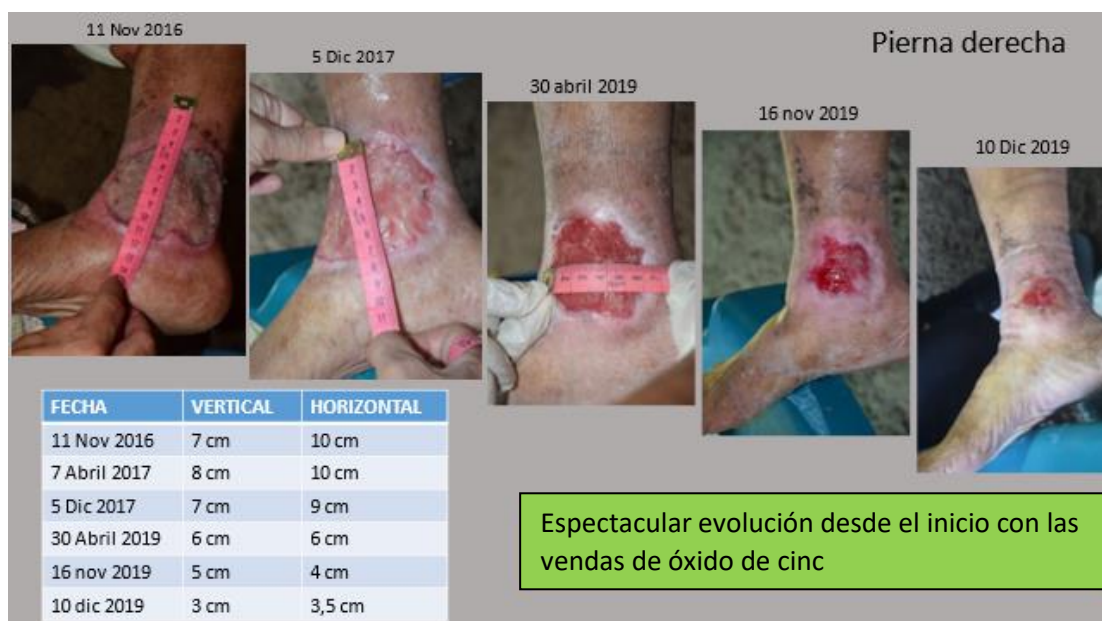 11 Nov 2016
5 Dic 2017
30 abril 2019
16 nov 2019
10 Dic 2019
Pierna derecha
FECHA VERTICAL HORIZONTAL
11 Nov 2016 7 cm 10 cm
7 Abril 2017 8 cm 10 cm
5 Dic 2017 7 cm 9 cm
30 Abril 2019 6 cm 6 cm
16 nov 2019 5 cm 4 cm
10 dic 2019 3 cm 3,5 cm
Espectacular evolución desde el inicio con las
vendas de óxido de cinc